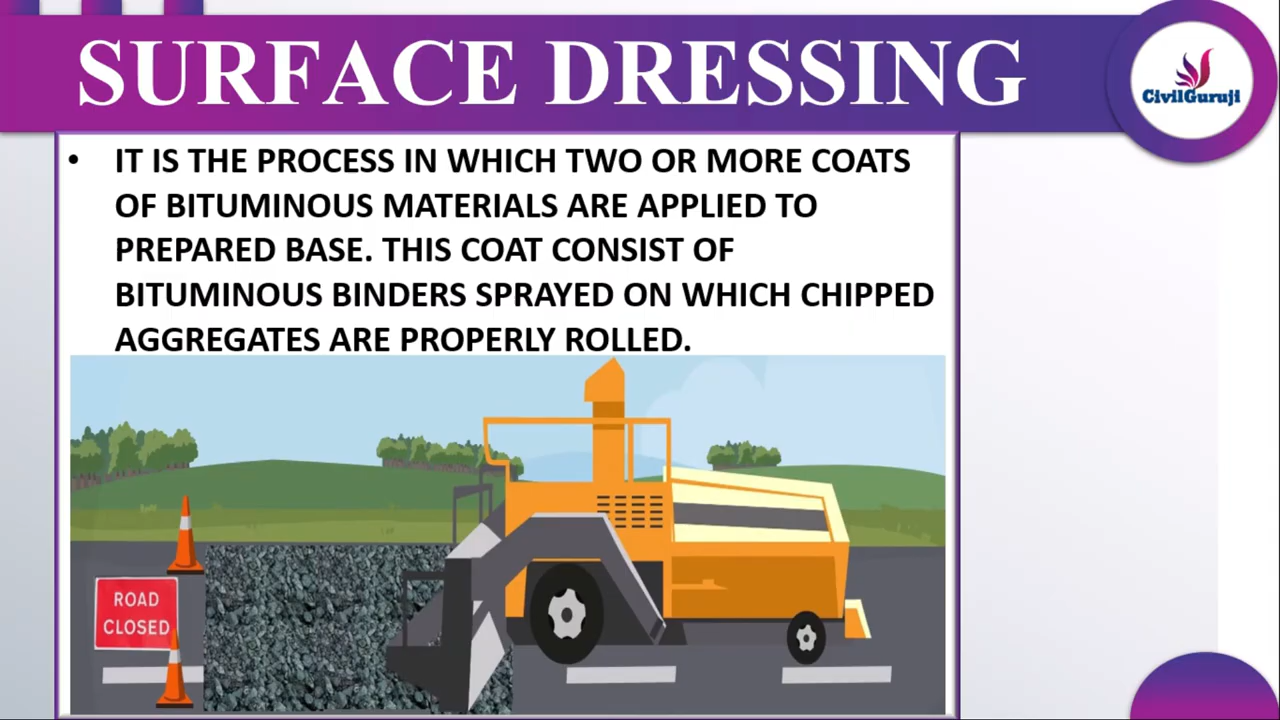 SURFACE DRESSING
CivilGuruji
• IT IS THE PROCESS IN WHICH TWO OR MORE COATS
OF BITUMINOUS MATERIALS ARE APPLIED TO
PREPARED BASE. THIS COAT CONSIST OF
BITUMINOUS BINDERS SPRAYED ON WHICH CHIPPED
AGGREGATES ARE PROPERLY ROLLED.
ROAD
CLOSED